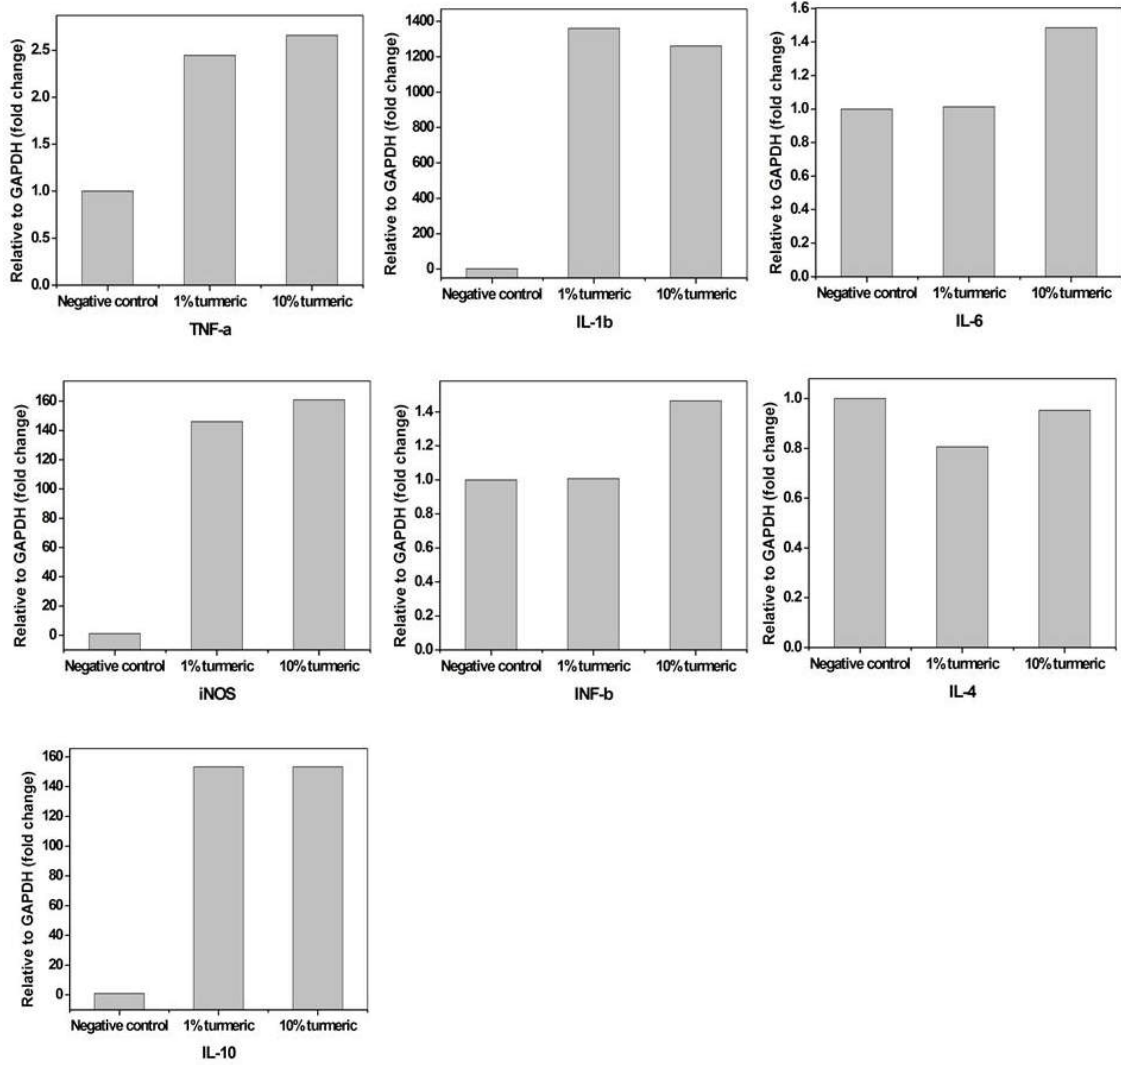 Relative to GAPDH (fold change)
2.5
2.0
1.5
1.0
0.5
0.0
Negative control 1% turmeric 10% turmeric
TNF-a
Relative to GAPDH (fold change)
1400
1200
1000
800
600
400
200
0
Negative control 1% turmeric 10% turmeric
IL-1b
Relative to GAPDH (fold change)
1.6
1.4
1.2
1.0
0.8
0.6
0.4
0.2
0.0
Negative control 1% turmeric 10% turmeric
IL-6
Relative to GAPDH (fold change)
160
140
120
100
80
60
40
20
0
Negative control 1% turmeric 10% turmeric
iNOS
Relative to GAPDH (fold change)
1.4
1.2
1.0
0.8
0.6
0.4
0.2
0.0
Negative control 1% turmeric 10% turmeric
INF-b
Relative to GAPDH (fold change)
1.0
0.8
0.6
0.4
0.2
0.0
Negative control 1% turmeric 10% turmeric
IL-4
Relative to GAPDH (fold change)
160
140
120
100
80
60
40
20
0
Negative control 1% turmeric 10% turmeric
IL-10